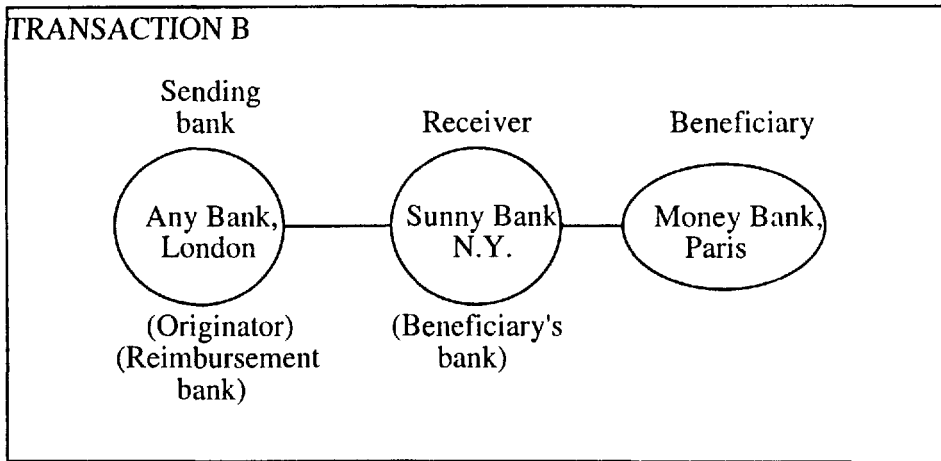 TRANSACTION B
Sending
bank
Receiver
Beneficiary
Any Bank,
London
Sunny Bank
N.Y.
Money Bank,
Paris
(Originator)
(Reimbursement
bank)
(Beneficiary's
bank)